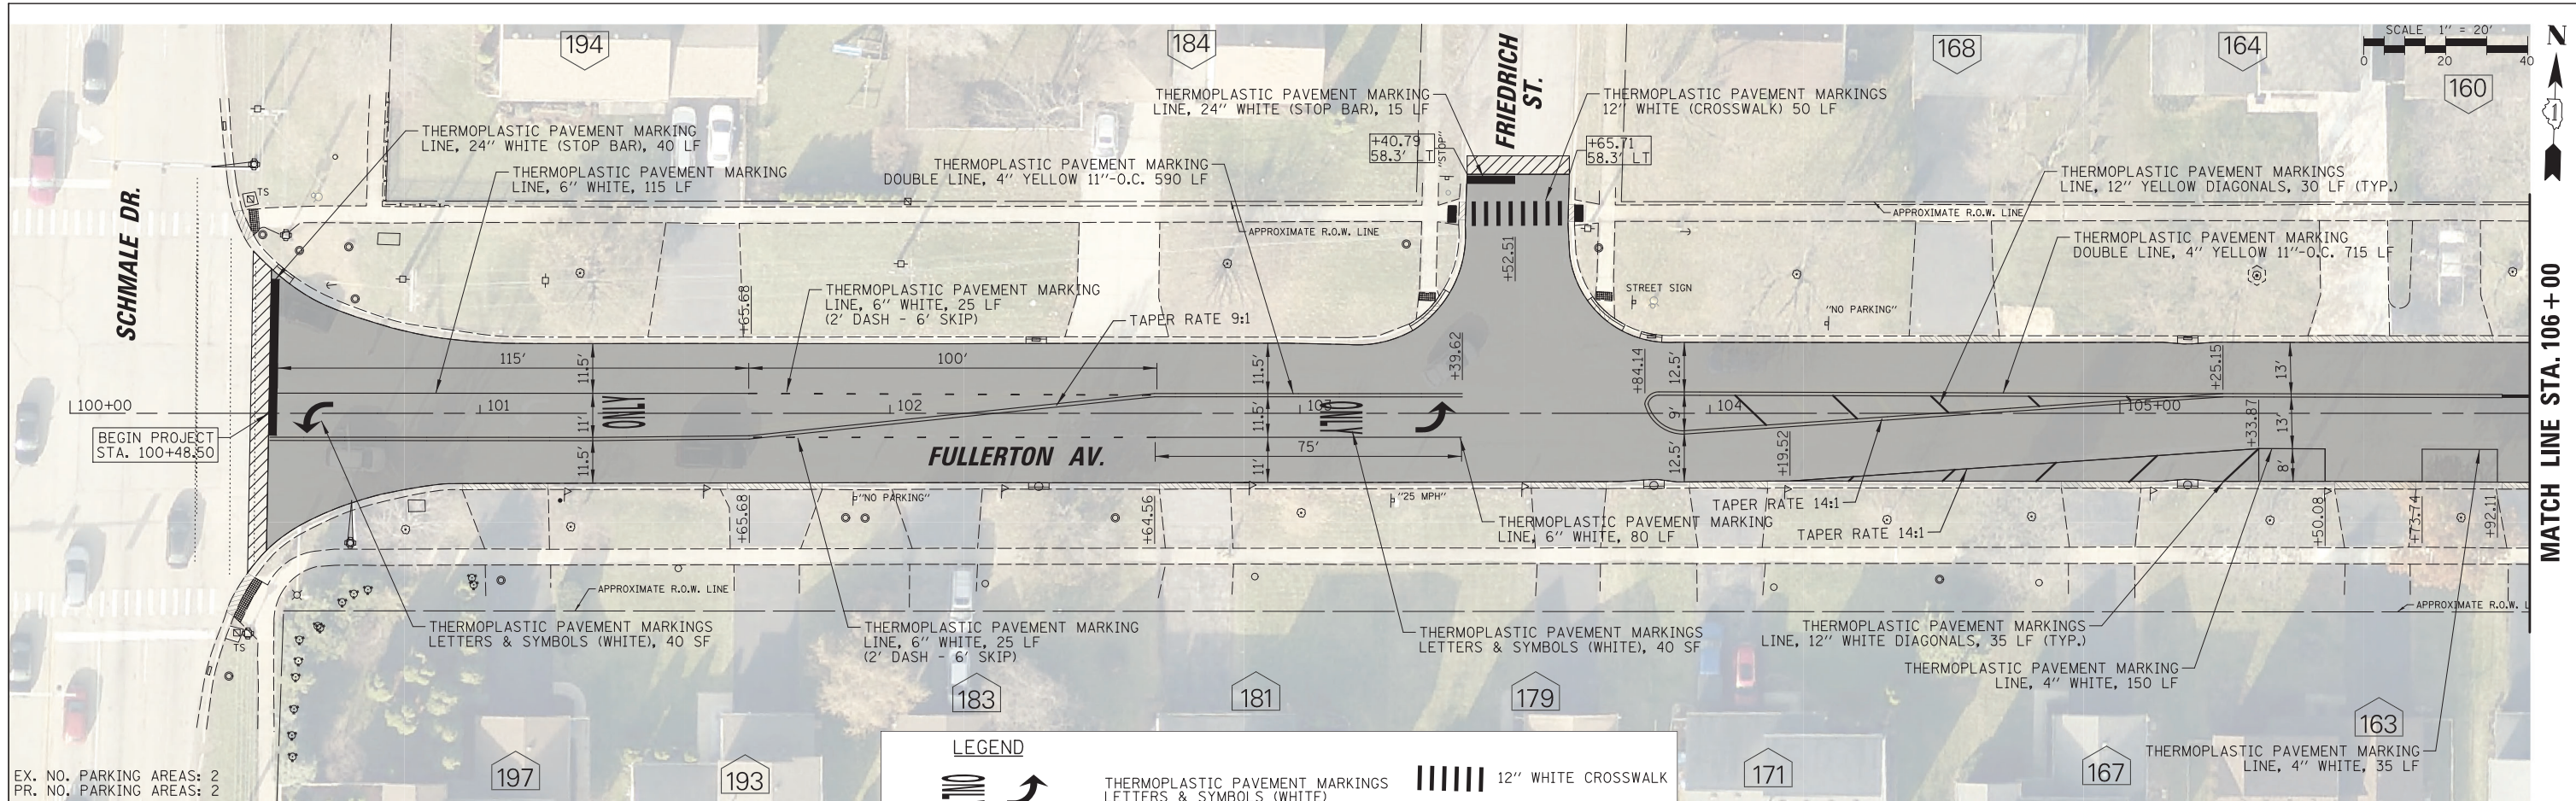 194
184
FRIEDRICH
ST.
168
164
SCALE 1" = 20'
0 20 40
160
N
1
THERMOPLASTIC PAVEMENT MARKING
LINE, 24" WHITE (STOP BAR), 40 LF
THERMOPLASTIC PAVEMENT MARKING
LINE, 6" WHITE, 115 LF
THERMOPLASTIC PAVEMENT MARKING
LINE, 24" WHITE (STOP BAR), 15 LF
THERMOPLASTIC PAVEMENT MARKINGS
12" WHITE (CROSSWALK) 50 LF
THERMOPLASTIC PAVEMENT MARKING
DOUBLE LINE, 4" YELLOW 11"-O.C. 590 LF
+40.79
58.3' LT
"STOP"
+65.71
58.3' LT
THERMOPLASTIC PAVEMENT MARKINGS
LINE, 12" YELLOW DIAGONALS, 30 LF (TYP.)
TS
SCHMALE DR.
APPROXIMATE R.O.W. LINE
APPROXIMATE R.O.W. LINE
THERMOPLASTIC PAVEMENT MARKING
DOUBLE LINE, 4" YELLOW 11"-O.C. 715 LF
+52.51
+65.68
THERMOPLASTIC PAVEMENT MARKING
LINE, 6" WHITE, 25 LF
(2' DASH - 6' SKIP)
TAPER RATE 9:1
STREET SIGN
"NO PARKING"
115'
100'
11.5'
11.5'
+39.62
+84.14
12.5'
+25.15
13'
100+00
101
ONLY
102
103
ONLY
104
105+00
11'
11.5'
9'
+33.87
13'
BEGIN PROJECT
STA. 100+48.50
FULLERTON AV.
11.5'
75'
11'
12.5'
+19.52
8'
MATCH LINE STA. 106+00
+65.68
"NO PARKING"
+64.56
"25 MPH"
THERMOPLASTIC PAVEMENT MARKING
LINE, 6" WHITE, 80 LF
TAPER RATE 14:1
TAPER RATE 14:1
+50.08
+73.74
+92.11
APPROXIMATE R.O.W. LINE
APPROXIMATE R.O.W. L
TS
THERMOPLASTIC PAVEMENT MARKINGS
LETTERS & SYMBOLS (WHITE), 40 SF
THERMOPLASTIC PAVEMENT MARKING
LINE, 6" WHITE, 25 LF
(2' DASH - 6' SKIP)
THERMOPLASTIC PAVEMENT MARKINGS
LETTERS & SYMBOLS (WHITE), 40 SF
THERMOPLASTIC PAVEMENT MARKINGS
LINE, 12" WHITE DIAGONALS, 35 LF (TYP.)
THERMOPLASTIC PAVEMENT MARKING
LINE, 4" WHITE, 150 LF
183
181
179
163
THERMOPLASTIC PAVEMENT MARKING
LINE, 4" WHITE, 35 LF
197
193
171
167
EX. NO. PARKING AREAS: 2
PR. NO. PARKING AREAS: 2
LEGEND
THERMOPLASTIC PAVEMENT MARKINGS
LETTERS & SYMBOLS (WHITE)
12" WHITE CROSSWALK